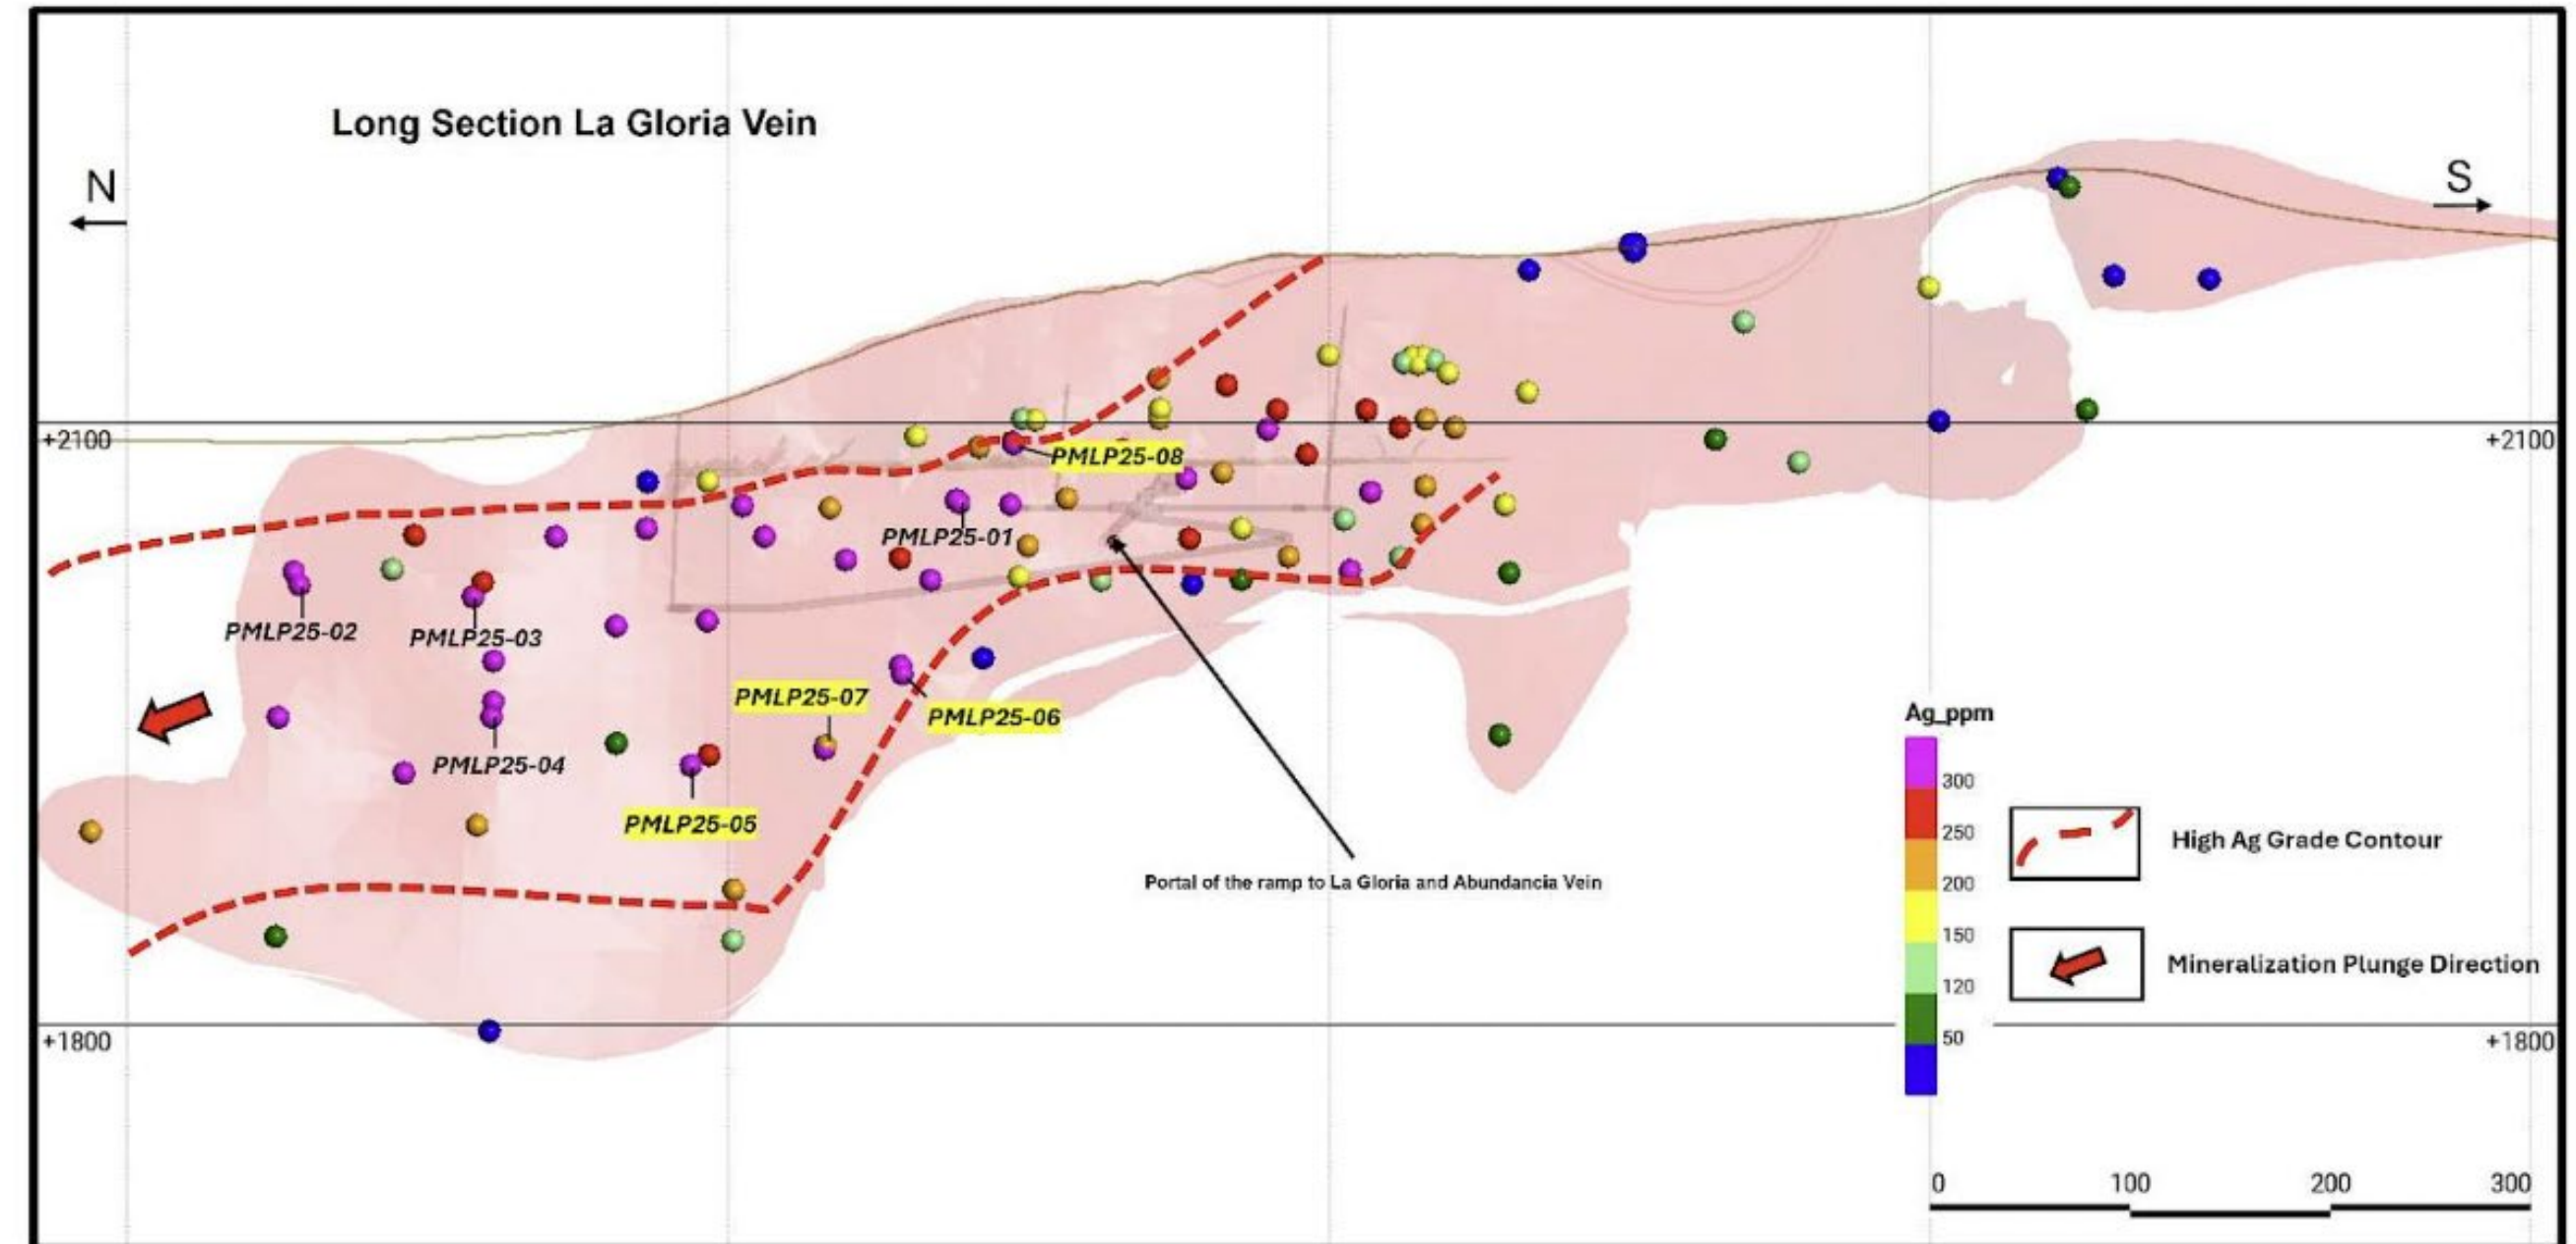 Long Section La Gloria Vein
N
S
+2100
+2100
PMLP25-08
PMLP25-01
PMLP25-02
PMLP25-03
PMLP25-07
PMLP25-06
PMLP25-04
PMLP25-05
Portal of the ramp to La Gloria and Abundancia Vein
Ag_ppm
300
250
200
150
120
50
High Ag Grade Contour
Mineralization Plunge Direction
+1800
+1800
0 100 200 300